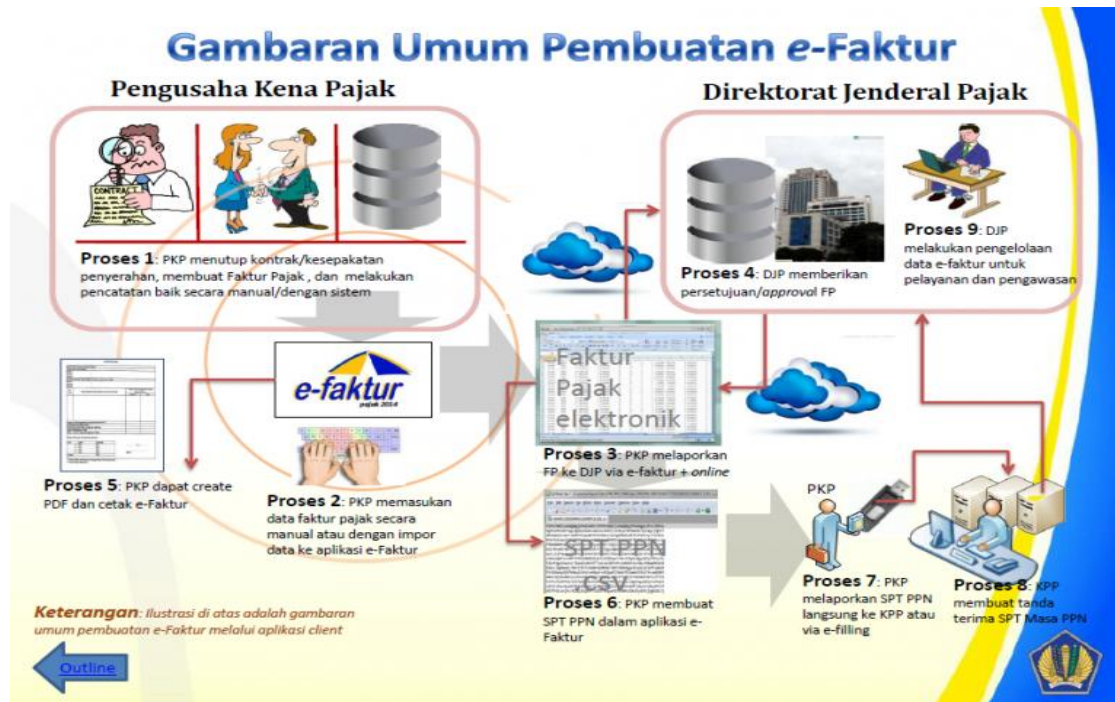 Gambaran Umum Pembuatan e-Faktur
Pengusaha Kena Pajak
Direktorat Jenderal Pajak
CONTRACT
Proses 1: PKP menutup kontrak/kesepakatan
penyerahan, membuat Faktur Pajak , dan melakukan
pencatatan baik secara manual/dengan sistem
Proses 4: DJP memberikan
persetujuan/approval FP
Proses 9: DJP
melakukan pengelolaan
data e-faktur untuk
pelayanan dan pengawasan
e-faktur
pajak 2014
Faktur
Pajak
elektronik
Proses 3: PKP melaporkan
FP ke DJP via e-faktur + online
Proses 5: PKP dapat create
PDF dan cetak e-Faktur
Proses 2: PKP memasukan
data faktur pajak secara
manual atau dengan impor
data ke aplikasi e-Faktur
SPT PPN
.csv
Proses 6: PKP membuat
SPT PPN dalam aplikasi e-
Faktur
PKP
Proses 7: PKP
melaporkan SPT PPN
langsung ke KPP atau
via e-filling
Proses 8: KPP
membuat tanda
terima SPT Masa PPN
Keterangan: Ilustrasi di atas adalah gambaran
umum pembuatan e-Faktur melalui aplikasi client
Outline